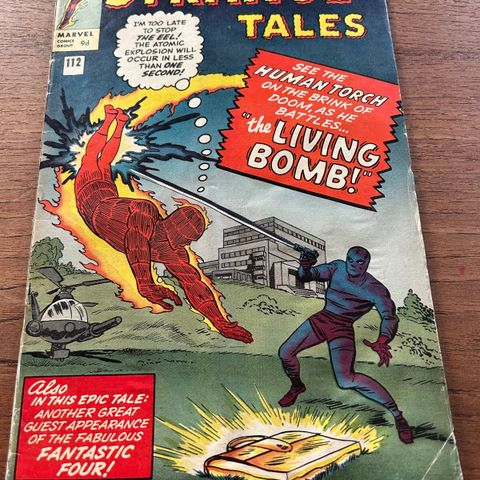 STRANGE
TALES
MARVEL
COMICS
GROUP
9d
112
I'M TOO LATE
TO STOP
THE EEL!
THE ATOMIC
EXPLOSION WILL
OCCUR IN LESS
THAN ONE
SECOND!
SEE THE
HUMAN TORCH
ON THE BRINK OF
DOOM, AS HE
BATTLES...
"the LIVING
BOMB!"
Also
IN THIS EPIC TALE:
ANOTHER GREAT
GUEST APPEARANCE
OF THE FABULOUS
FANTASTIC
FOUR!